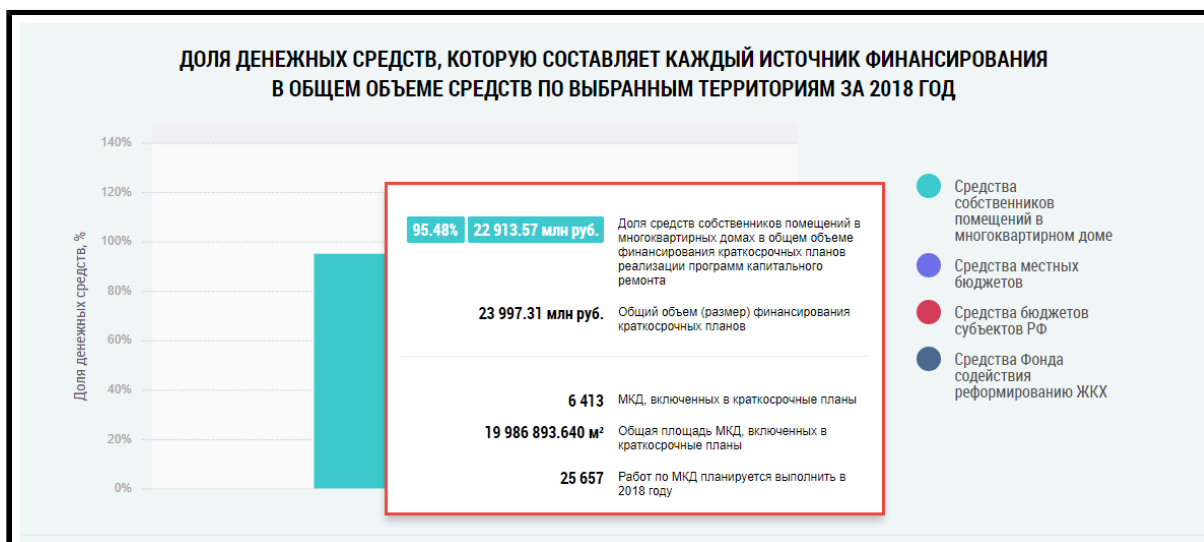 ДОЛЯ ДЕНЕЖНЫХ СРЕДСТВ, КОТОРУЮ СОСТАВЛЯЕТ КАЖДЫЙ ИСТОЧНИК ФИНАНСИРОВАНИЯ
В ОБЩЕМ ОБЪЕМЕ СРЕДСТВ ПО ВЫБРАННЫМ ТЕРРИТОРИЯМ ЗА 2018 ГОД
Доля денежных средств, %
140%
120%
100%
80%
60%
40%
20%
0%
95.48% 22 913.57 млн руб.
Доля средств собственников помещений в
многоквартирных домах в общем объеме
финансирования краткосрочных планов
реализации программ капитального
ремонта
23 997.31 млн руб.
Общий объем (размер) финансирования
краткосрочных планов
6 413
МКД, включенных в краткосрочные планы
19 986 893.640 м²
Общая площадь МКД, включенных в
краткосрочные планы
25 657
Работ по МКД планируется выполнить в
2018 году
Средства
собственников
помещений в
многоквартирном доме
Средства местных
бюджетов
Средства бюджетов
субъектов РФ
Средства Фонда
содействия
реформированию ЖКХ